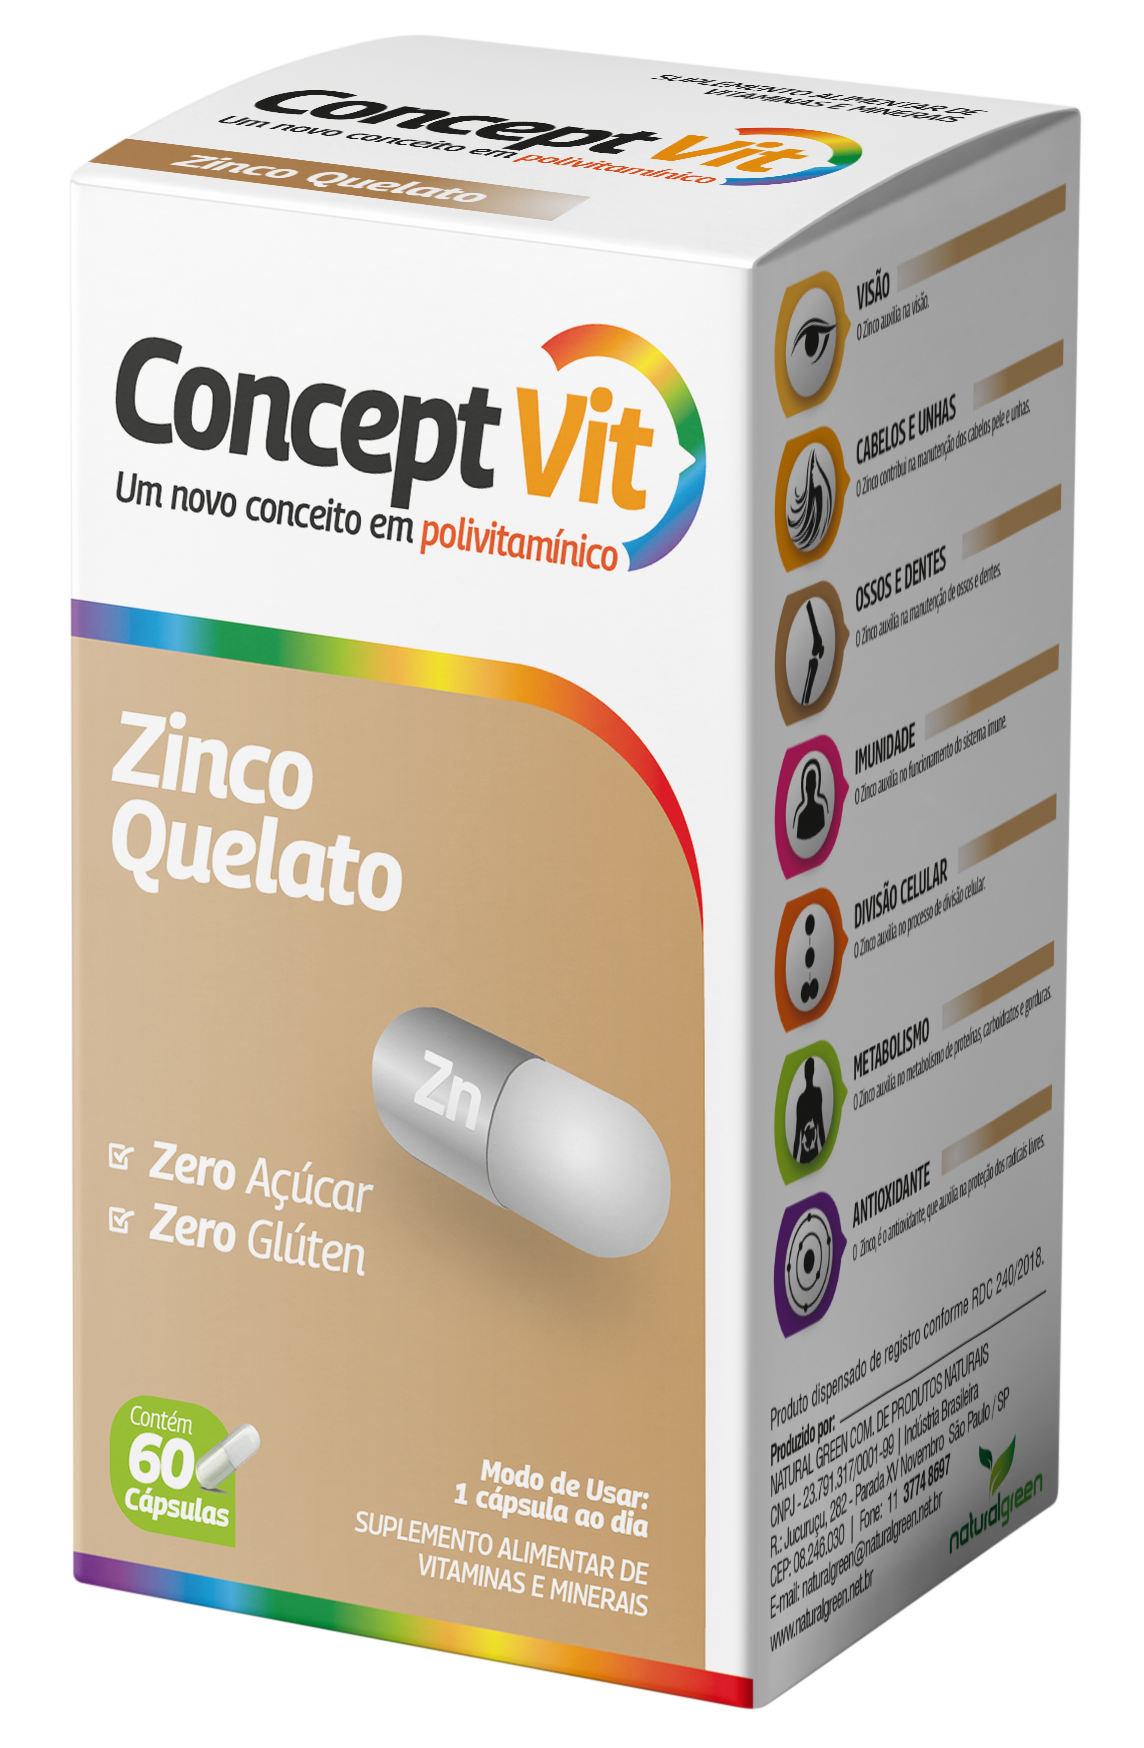 SUPLEMENTO ALIMENTAR DE
VITAMINAS E MINERAIS
Concept Vit
Um novo conceito em polivitamínico
Zinco Quelato
Concept Vit
Um novo conceito em polivitamínico
Zinco
Quelato
Zn
Zero Açúcar
Zero Glúten
Contém
60
Cápsulas
Modo de Usar:
1 cápsula ao dia
SUPLEMENTO ALIMENTAR DE
VITAMINAS E MINERAIS
VISÃO
O Zinco auxilia na visão.
CABELOS E UNHAS
O Zinco contribui na manutenção dos cabelos pele e unhas.
OSSOS E DENTES
O Zinco auxilia na manutenção de ossos e dentes.
IMUNIDADE
O Zinco auxilia no funcionamento do sistema imune.
DIVISÃO CELULAR
O Zinco auxilia no processo de divisão celular.
METABOLISMO
O Zinco auxilia no metabolismo de proteínas, carboidratos e gorduras.
ANTIOXIDANTE
O Zinco, é o antioxidante, que auxilia na proteção dos radicais livres.
Produto dispensado de registro conforme RDC 240/2018.
Produzido por:
NATURAL GREEN COM. DE PRODUTOS NATURAIS
CNPJ - 23.791.317/0001-99 | Indústria Brasileira
R.: Jucuruçu, 282 - Parada XV Novembro São Paulo / SP
CEP: 08.246.030 | Fone: 11 3774 8697
E-mail: naturalgreen@naturalgreen.net.br
www.naturalgreen.net.br
naturalgreen